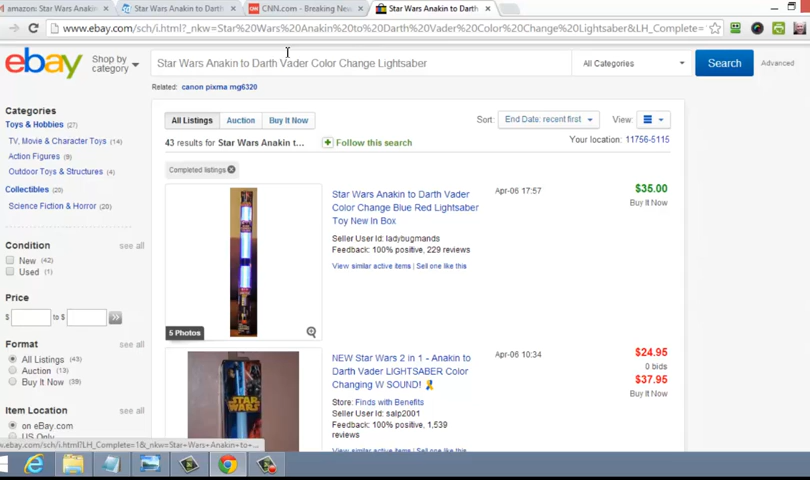 amazon: Star Wars Anakin
Star Wars Anakin to Darth
CNN.com - Breaking New
Star Wars Anakin to Darth
www.ebay.com/sch/i.html?_nkw=Star%20Wars%20Anakin%20to%20Darth%20Vader%20Color%20Change%20Lightsaber&LH_Complete=
ebay
Shop by
category
Star Wars Anakin to Darth Vader Color Change Lightsaber
All Categories
Search
Advanced
Related: canon pixma mg6320
Categories
Toys & Hobbies (27)
TV, Movie & Character Toys (14)
Action Figures (9)
Outdoor Toys & Structures (4)
Collectibles (20)
Science Fiction & Horror (20)
Condition see all
New (42)
Used (1)
Price
$ to $
Format see all
All Listings (43)
Auction (13)
Buy It Now (39)
Item Location see all
on eBay.com
US Only
All Listings
Auction
Buy It Now
Sort: End Date: recent first
View:
43 results for Star Wars Anakin t...
Follow this search
Your location: 11756-5115
Completed listings
5 Photos
Star Wars Anakin to Darth Vader
Color Change Blue Red Lightsaber
Toy New In Box
Seller User Id: ladybugmands
Feedback: 100% positive, 229 reviews
View similar active items | Sell one like this
Apr-06 17:57
$35.00
Buy It Now
STAR
WARS
NEW Star Wars 2 in 1 - Anakin to
Darth Vader LIGHTSABER Color
Changing W SOUND!
Store: Finds with Benefits
Seller User Id: salp2001
Feedback: 100% positive, 1,539
reviews
Apr-06 10:34
$24.95
0 bids
$37.95
Buy It Now
w.ebay.com/sch/i.html?LH_Complete=1&_nkw=Star+Wars+Anakin+to+...